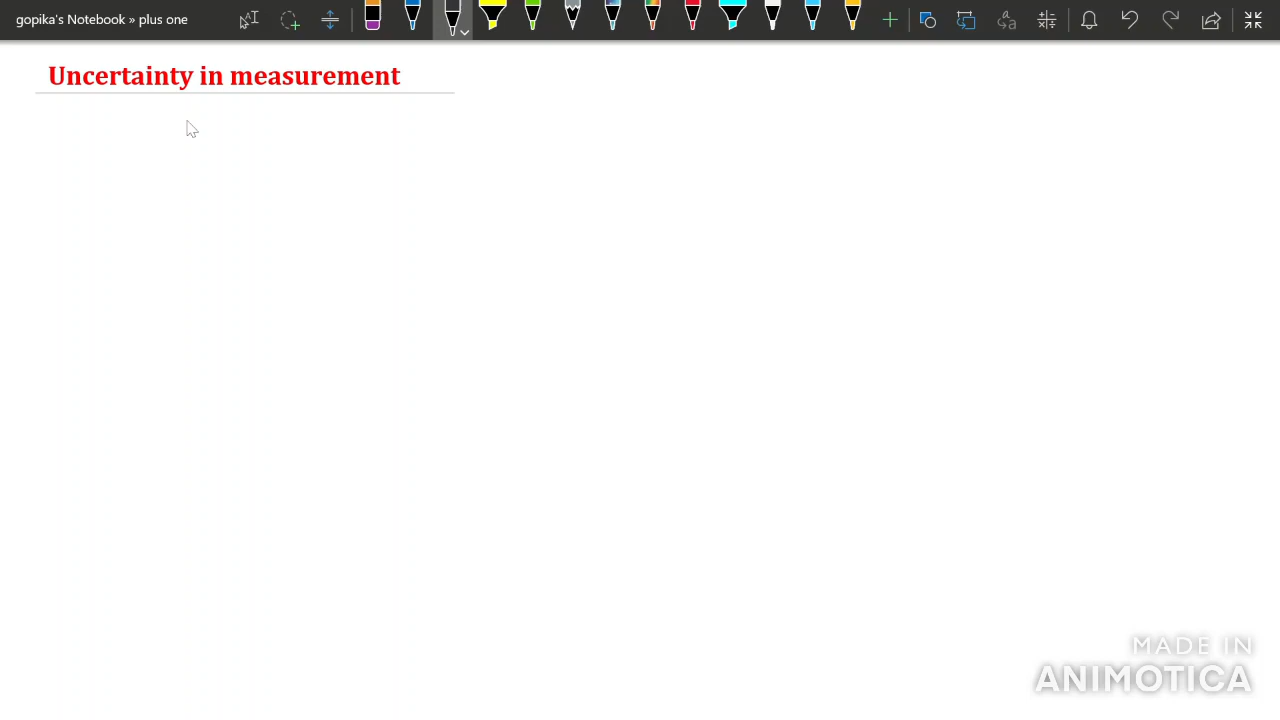 gopika's Notebook » plus one
Uncertainty in measurement
MADE IN
ANIMOTICA